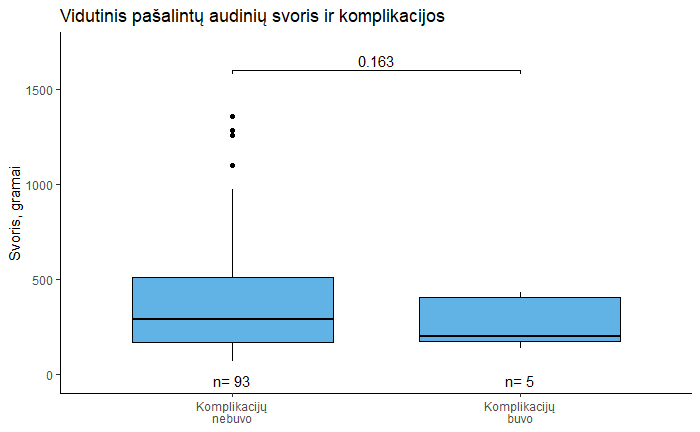 Vidutinis pašalintų audinių svoris ir komplikacijos
0.163
Svoris, gramai
1500
1000
500
0
n= 93
n= 5
Komplikacijų
nebuvo
Komplikacijų
buvo